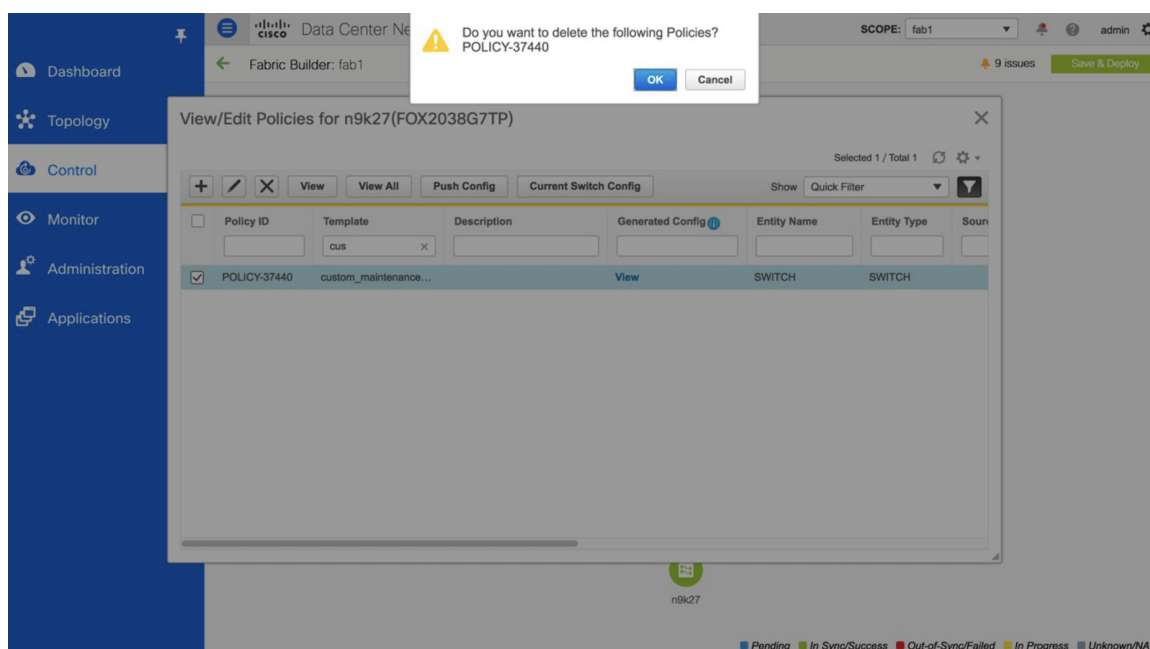 Do you want to delete the following Policies?
POLICY-37440
OK Cancel
cisco Data Center Ne
SCOPE: fab1 admin
Fabric Builder: fab1 9 issues Save & Deploy
Dashboard
Topology
Control
Monitor
Administration
Applications
View/Edit Policies for n9k27(FOX2038G7TP)
Selected 1 / Total 1
View View All Push Config Current Switch Config Show Quick Filter
Policy ID Template Description Generated Config Entity Name Entity Type Sour
cus
POLICY-37440 custom_maintenance... View SWITCH SWITCH
n9k27
Pending In Sync/Success Out-of-Sync/Failed In Progress Unknown/NA